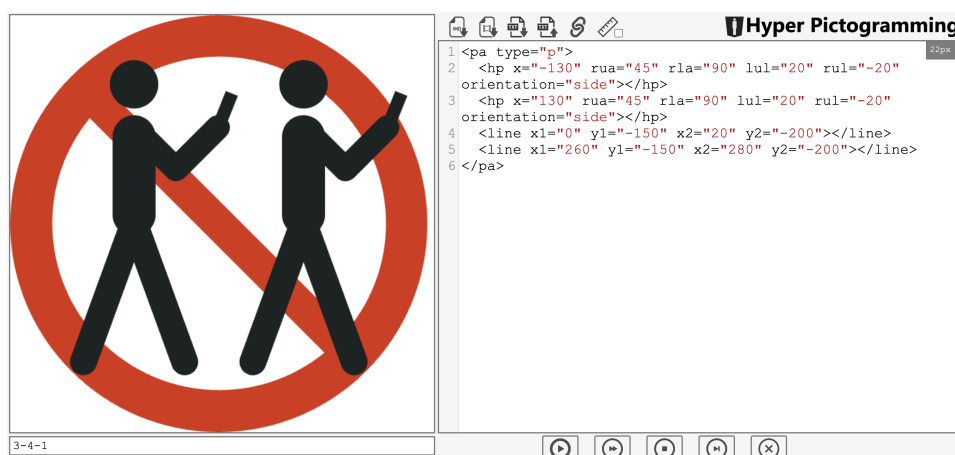 Hyper Pictogramming
22px
1 <pa type="p">
2   <hp x="-130" rua="45" rla="90" lul="20" rul="-20"
orientation="side"></hp>
3   <hp x="130" rua="45" rla="90" lul="20" rul="-20"
orientation="side"></hp>
4   <line x1="0" y1="-150" x2="20" y2="-200"></line>
5   <line x1="260" y1="-150" x2="280" y2="-200"></line>
6 </pa>
3-4-1